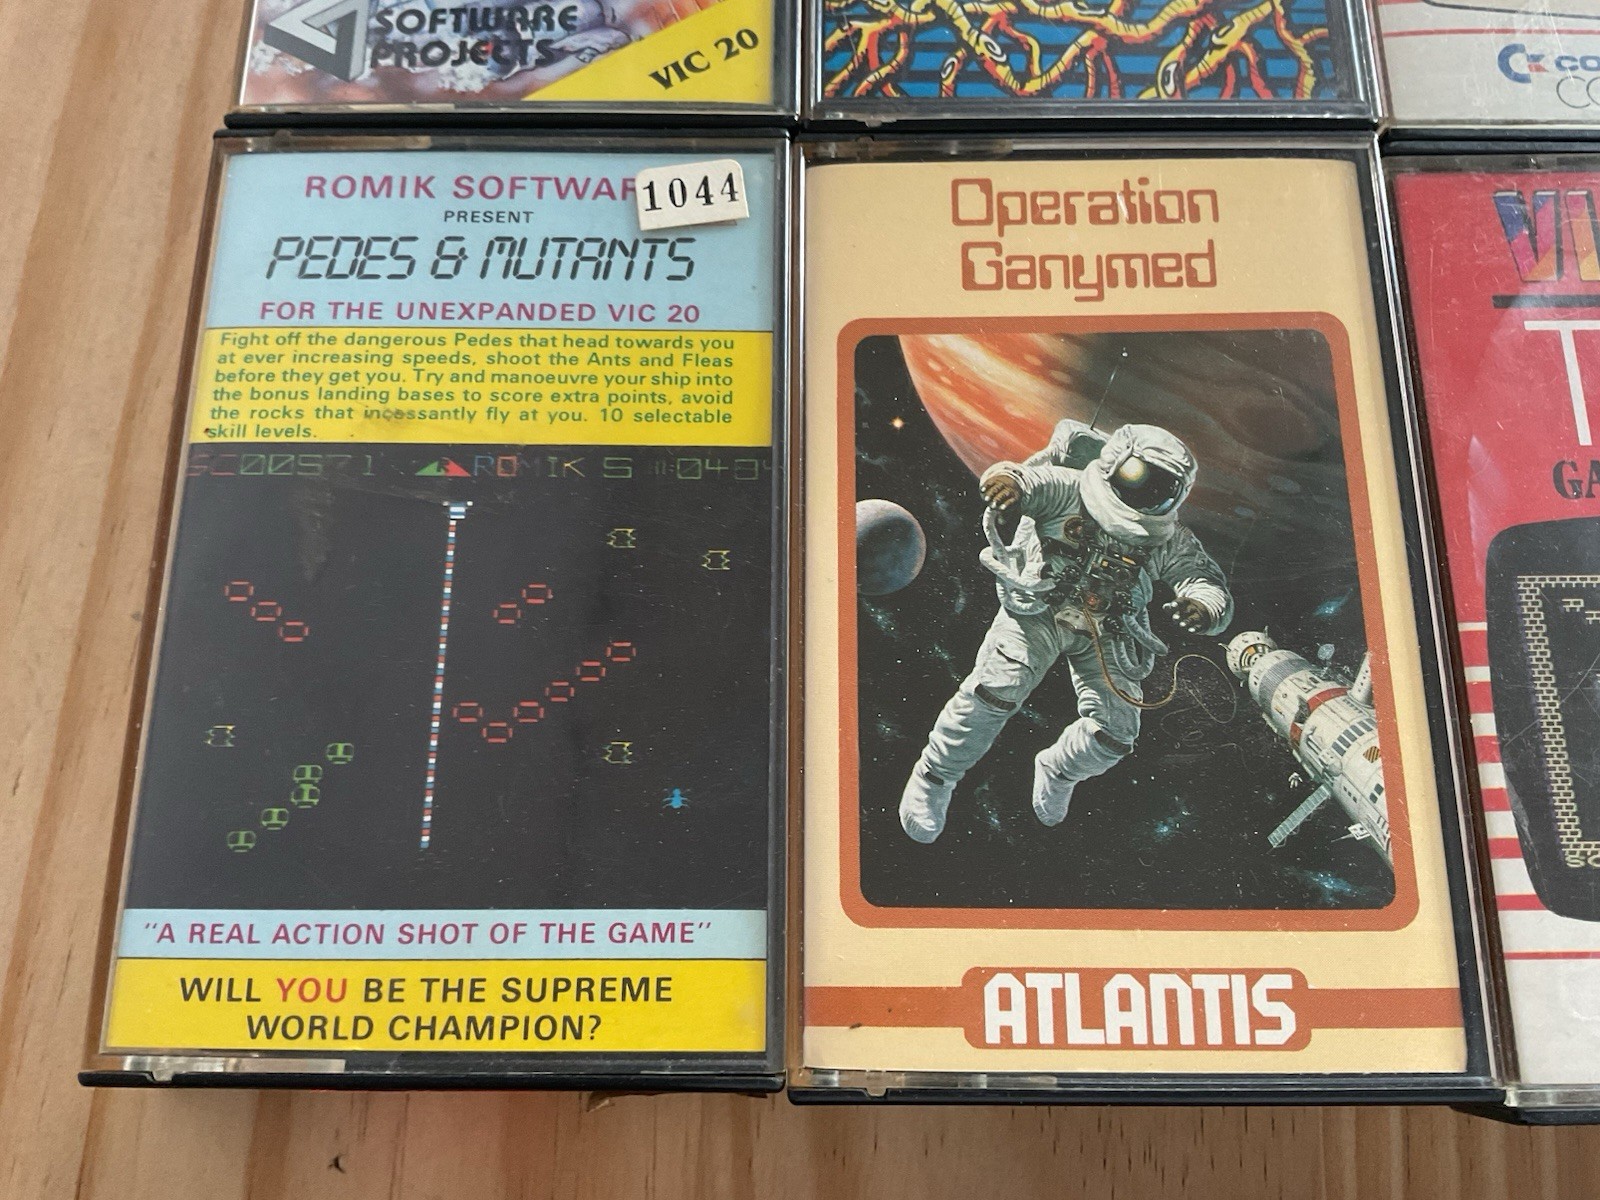 SOFTWARE
PROJECTS
VIC 20
ROMIK SOFTWAR
1044
PRESENT
PEDES & MUTANTS
FOR THE UNEXPANDED VIC 20
Fight off the dangerous Pedes that head towards you
at ever increasing speeds, shoot the Ants and Fleas
before they get you. Try and manoeuvre your ship into
the bonus landing bases to score extra points, avoid
the rocks that incessantly fly at you. 10 selectable
skill levels.
SC00571 ROMIK S
"A REAL ACTION SHOT OF THE GAME"
WILL YOU BE THE SUPREME
WORLD CHAMPION?
Operation
Ganymed
ATLANTIS